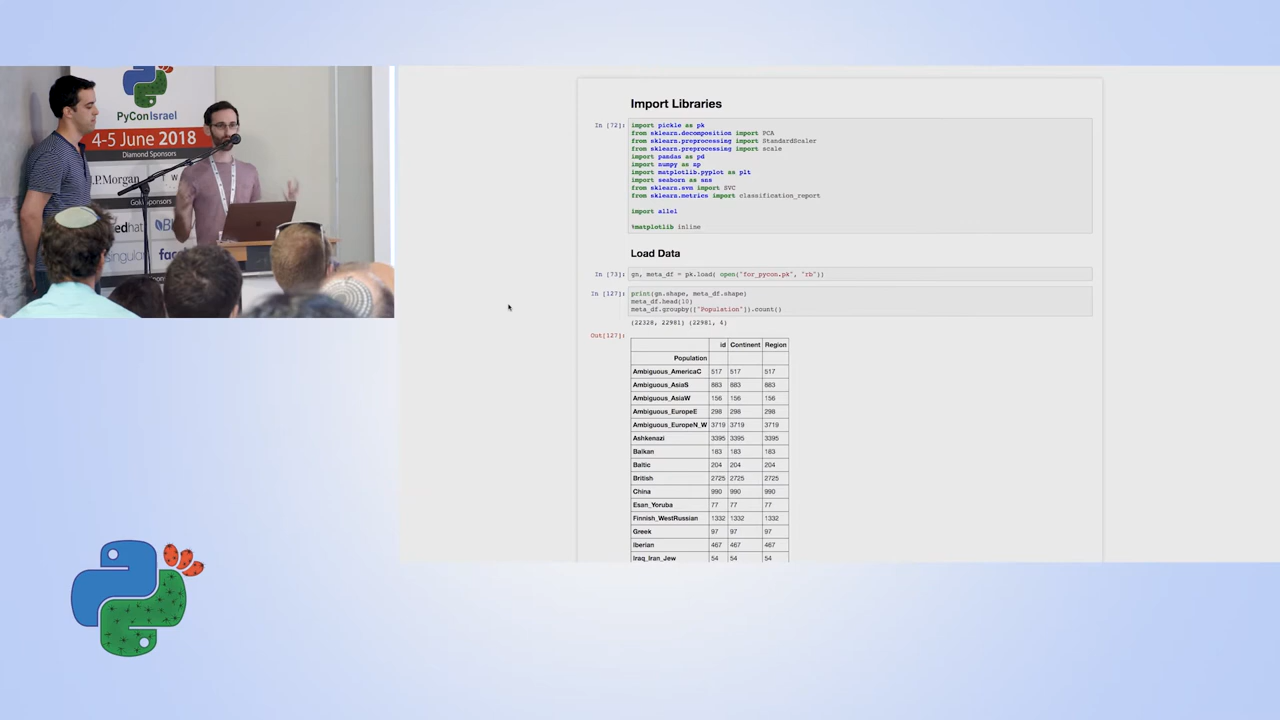 PyConIsrael
4-5 June 2018
Diamond Sponsors
J.P.Morgan
W
Gold Sponsors
edhat
singular
Import Libraries
In [72]:
import pickle as pk
from sklearn.decomposition import PCA
from sklearn.preprocessing import StandardScaler
from sklearn.preprocessing import scale
import pandas as pd
import numpy as np
import matplotlib.pyplot as plt
import seaborn as sns
from sklearn.svm import SVC
from sklearn.metrics import classification_report
import allel
%matplotlib inline
Load Data
In [73]: gn, meta_df = pk.load( open("for_pycon.pk", "rb"))
In [127]: print(gn.shape, meta_df.shape)
meta_df.head(10)
meta_df.groupby(["Population"]).count()
(22328, 22981) (22981, 4)
Out[127]:
id Continent Region
Population
Ambiguous_AmericaC 517 517 517
Ambiguous_AsiaS 883 883 883
Ambiguous_AsiaW 156 156 156
Ambiguous_EuropeE 298 298 298
Ambiguous_EuropeN_W 3719 3719 3719
Ashkenazi 3395 3395 3395
Balkan 183 183 183
Baltic 204 204 204
British 2725 2725 2725
China 990 990 990
Esan_Yoruba 77 77 77
Finnish_WestRussian 1332 1332 1332
Greek 97 97 97
Iberian 467 467 467
Iraq_Iran_Jew 54 54 54